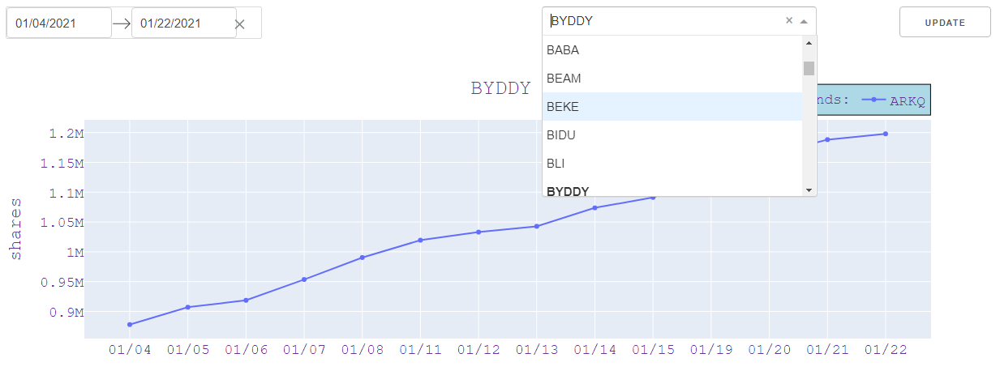 01/04/2021 01/22/2021 BYDDY UPDATE
BABA
BEAM
BEKE
BIDU
BLI
BYDDY
BYDDY
nds: ARKQ
1.2M
1.15M
1.1M
1.05M
1M
0.95M
0.9M
shares
01/04 01/05 01/06 01/07 01/08 01/11 01/12 01/13 01/14 01/15 01/19 01/20 01/21 01/22